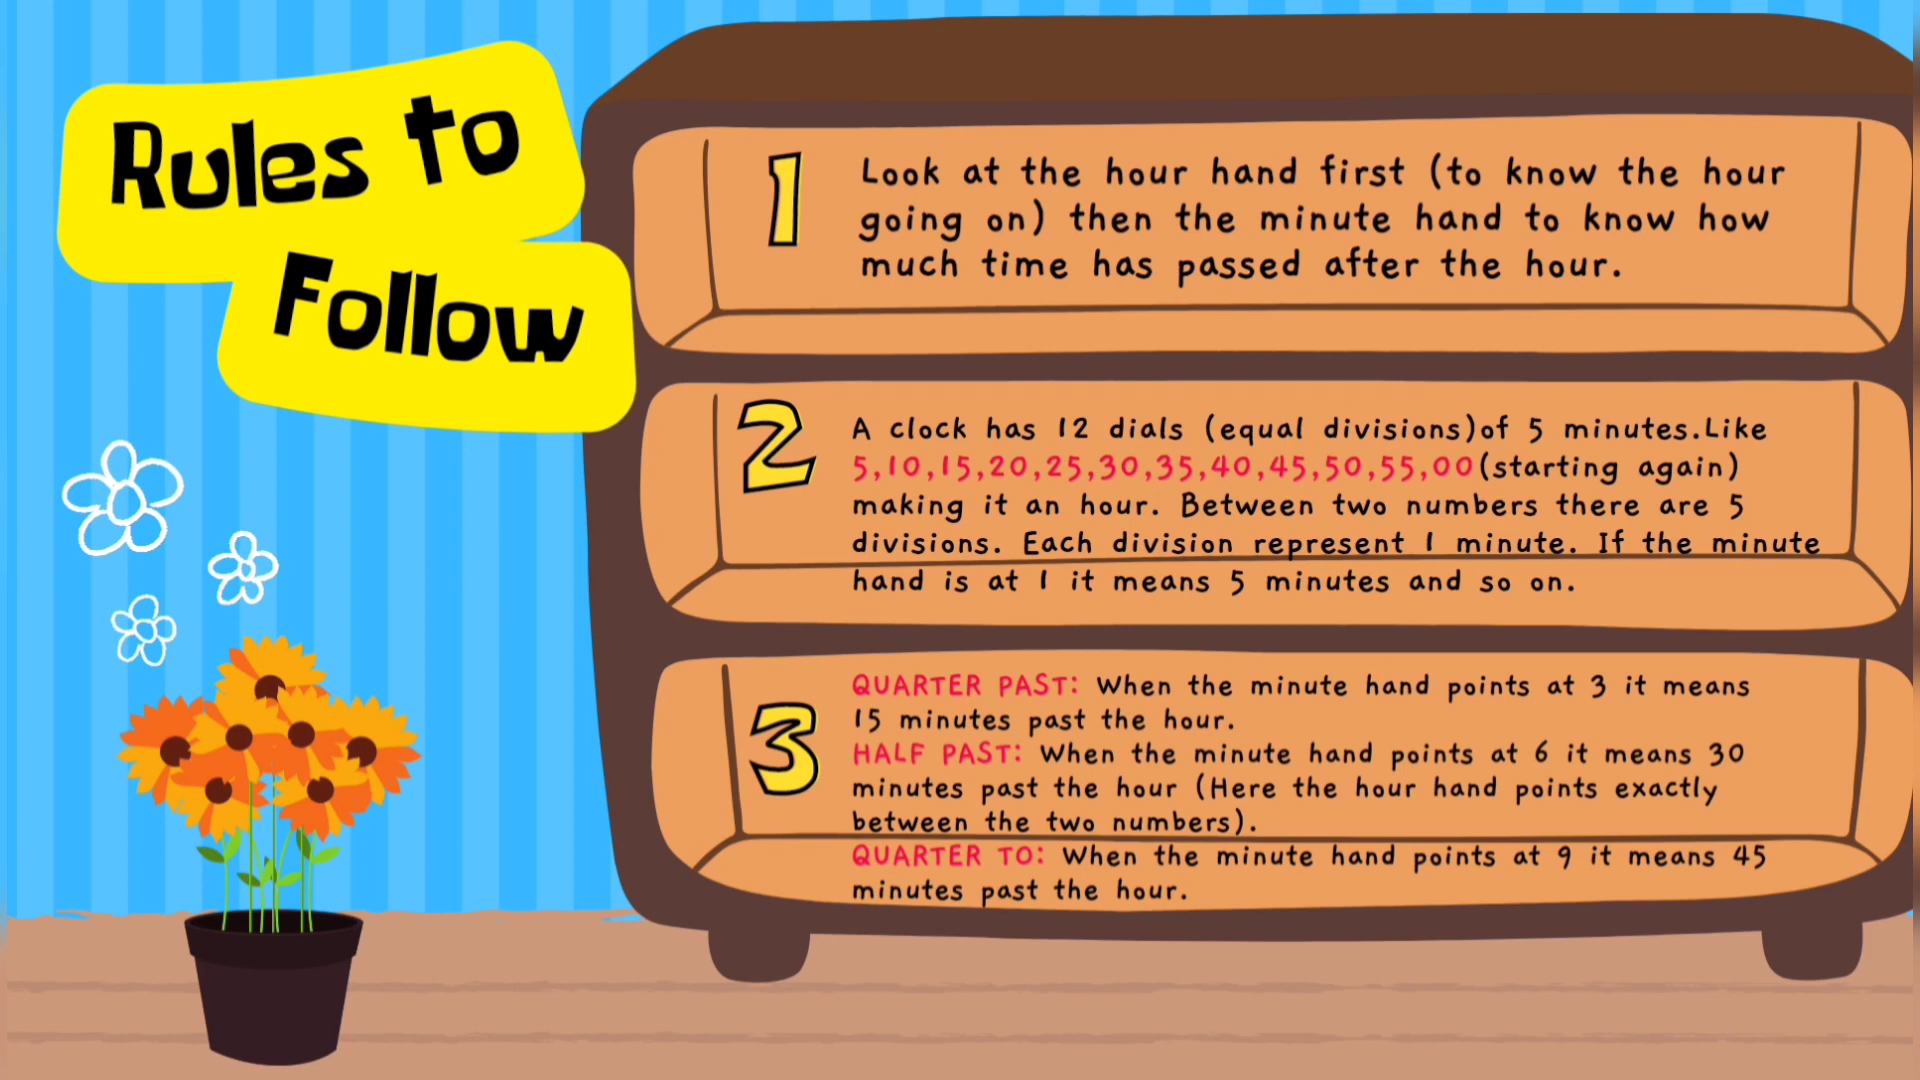 Rules to
Follow
1
Look at the hour hand first (to know the hour
going on) then the minute hand to know how
much time has passed after the hour.
2
A clock has 12 dials (equal divisions)of 5 minutes.Like
5,10,15,20,25,30,35,40,45,50,55,00(starting again)
making it an hour. Between two numbers there are 5
divisions. Each division represent 1 minute. If the minute
hand is at 1 it means 5 minutes and so on.
3
QUARTER PAST: When the minute hand points at 3 it means
15 minutes past the hour.
HALF PAST: When the minute hand points at 6 it means 30
minutes past the hour (Here the hour hand points exactly
between the two numbers).
QUARTER TO: When the minute hand points at 9 it means 45
minutes past the hour.